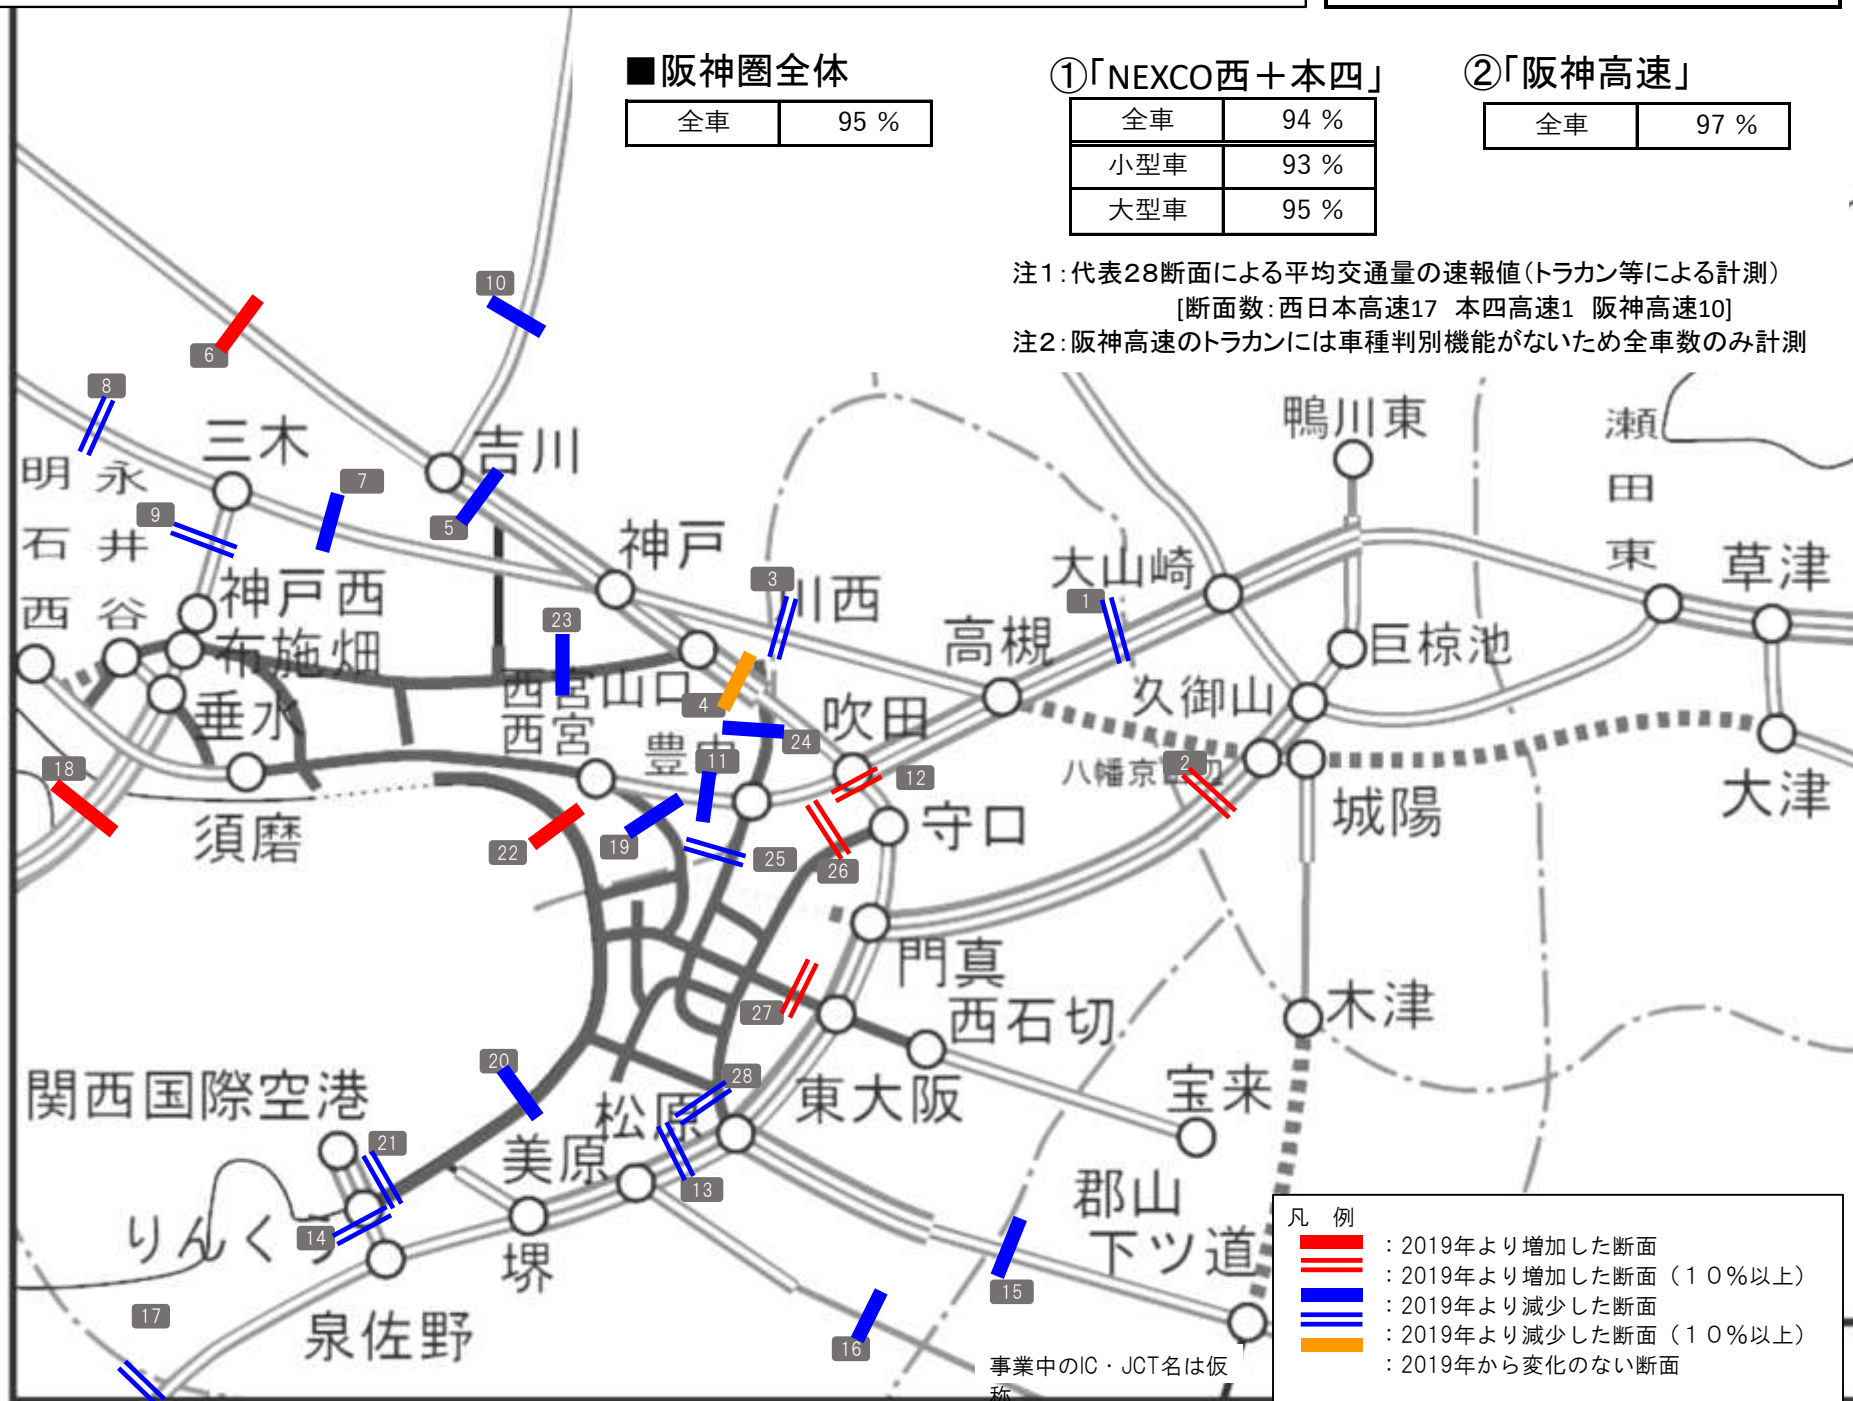 ■阪神圏全体
全車 95 %
①「NEXCO西＋本四」
全車 94 %
小型車 93 %
大型車 95 %
②「阪神高速」
全車 97 %
注１：代表２８断面による平均交通量の速報値（トラカン等による計測）
[断面数：西日本高速17 本四高速1 阪神高速10]
注２：阪神高速のトラカンには車種判別機能がないため全車数のみ計測
10
6
8
三木
吉川
鴨川東
瀬田東
明石西
永井谷
7
9
5
神戸
3
川西
大山崎
1
草津
神戸西
布施畑
23
高槻
巨椋池
西宮山口
西宮
4
久御山
垂水
吹田
24
豊中
11
12
18
2
八幡京田辺
城陽
大津
須磨
22
19
25
26
守口
門真
27
西石切
木津
20
28
関西国際空港
松原
東大阪
宝来
21
美原
13
郡山
下ツ道
14
りんくう
堺
15
17
泉佐野
16
事業中のIC・JCT名は仮
称
凡 例
：2019年より増加した断面
：2019年より増加した断面（１０％以上）
：2019年より減少した断面
：2019年より減少した断面（１０％以上）
：2019年から変化のない断面